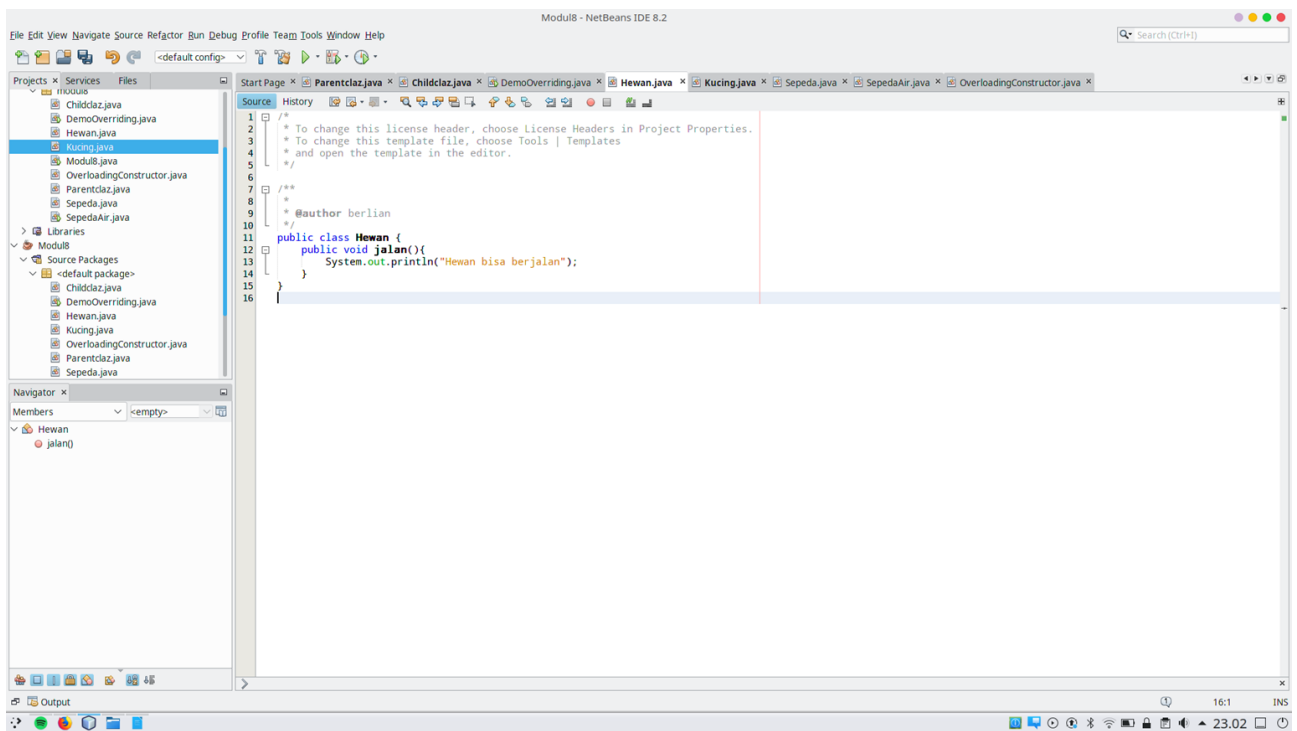 Modul8 - NetBeans IDE 8.2
File Edit View Navigate Source Refactor Run Debug Profile Team Tools Window Help
Search (Ctrl+I)
<default config>
Projects × Services Files
modul8
Childclaz.java
DemoOverriding.java
Hewan.java
Kucing.java
Modul8.java
OverloadingConstructor.java
Parentclaz.java
Sepeda.java
SepedaAir.java
Libraries
Modul8
Source Packages
<default package>
Childclaz.java
DemoOverriding.java
Hewan.java
Kucing.java
OverloadingConstructor.java
Parentclaz.java
Sepeda.java
Navigator ×
Members <empty>
Hewan
jalan()
Start Page × Parentclaz.java × Childclaz.java × DemoOverriding.java × Hewan.java × Kucing.java × Sepeda.java × SepedaAir.java × OverloadingConstructor.java ×
Source History
1 /*
2 * To change this license header, choose License Headers in Project Properties.
3 * To change this template file, choose Tools | Templates
4 * and open the template in the editor.
5 */
6
7 /**
8 *
9 * @author berlian
10 */
11 public class Hewan {
12 public void jalan(){
13 System.out.println("Hewan bisa berjalan");
14 }
15 }
16
Output
16:1 INS
23.02